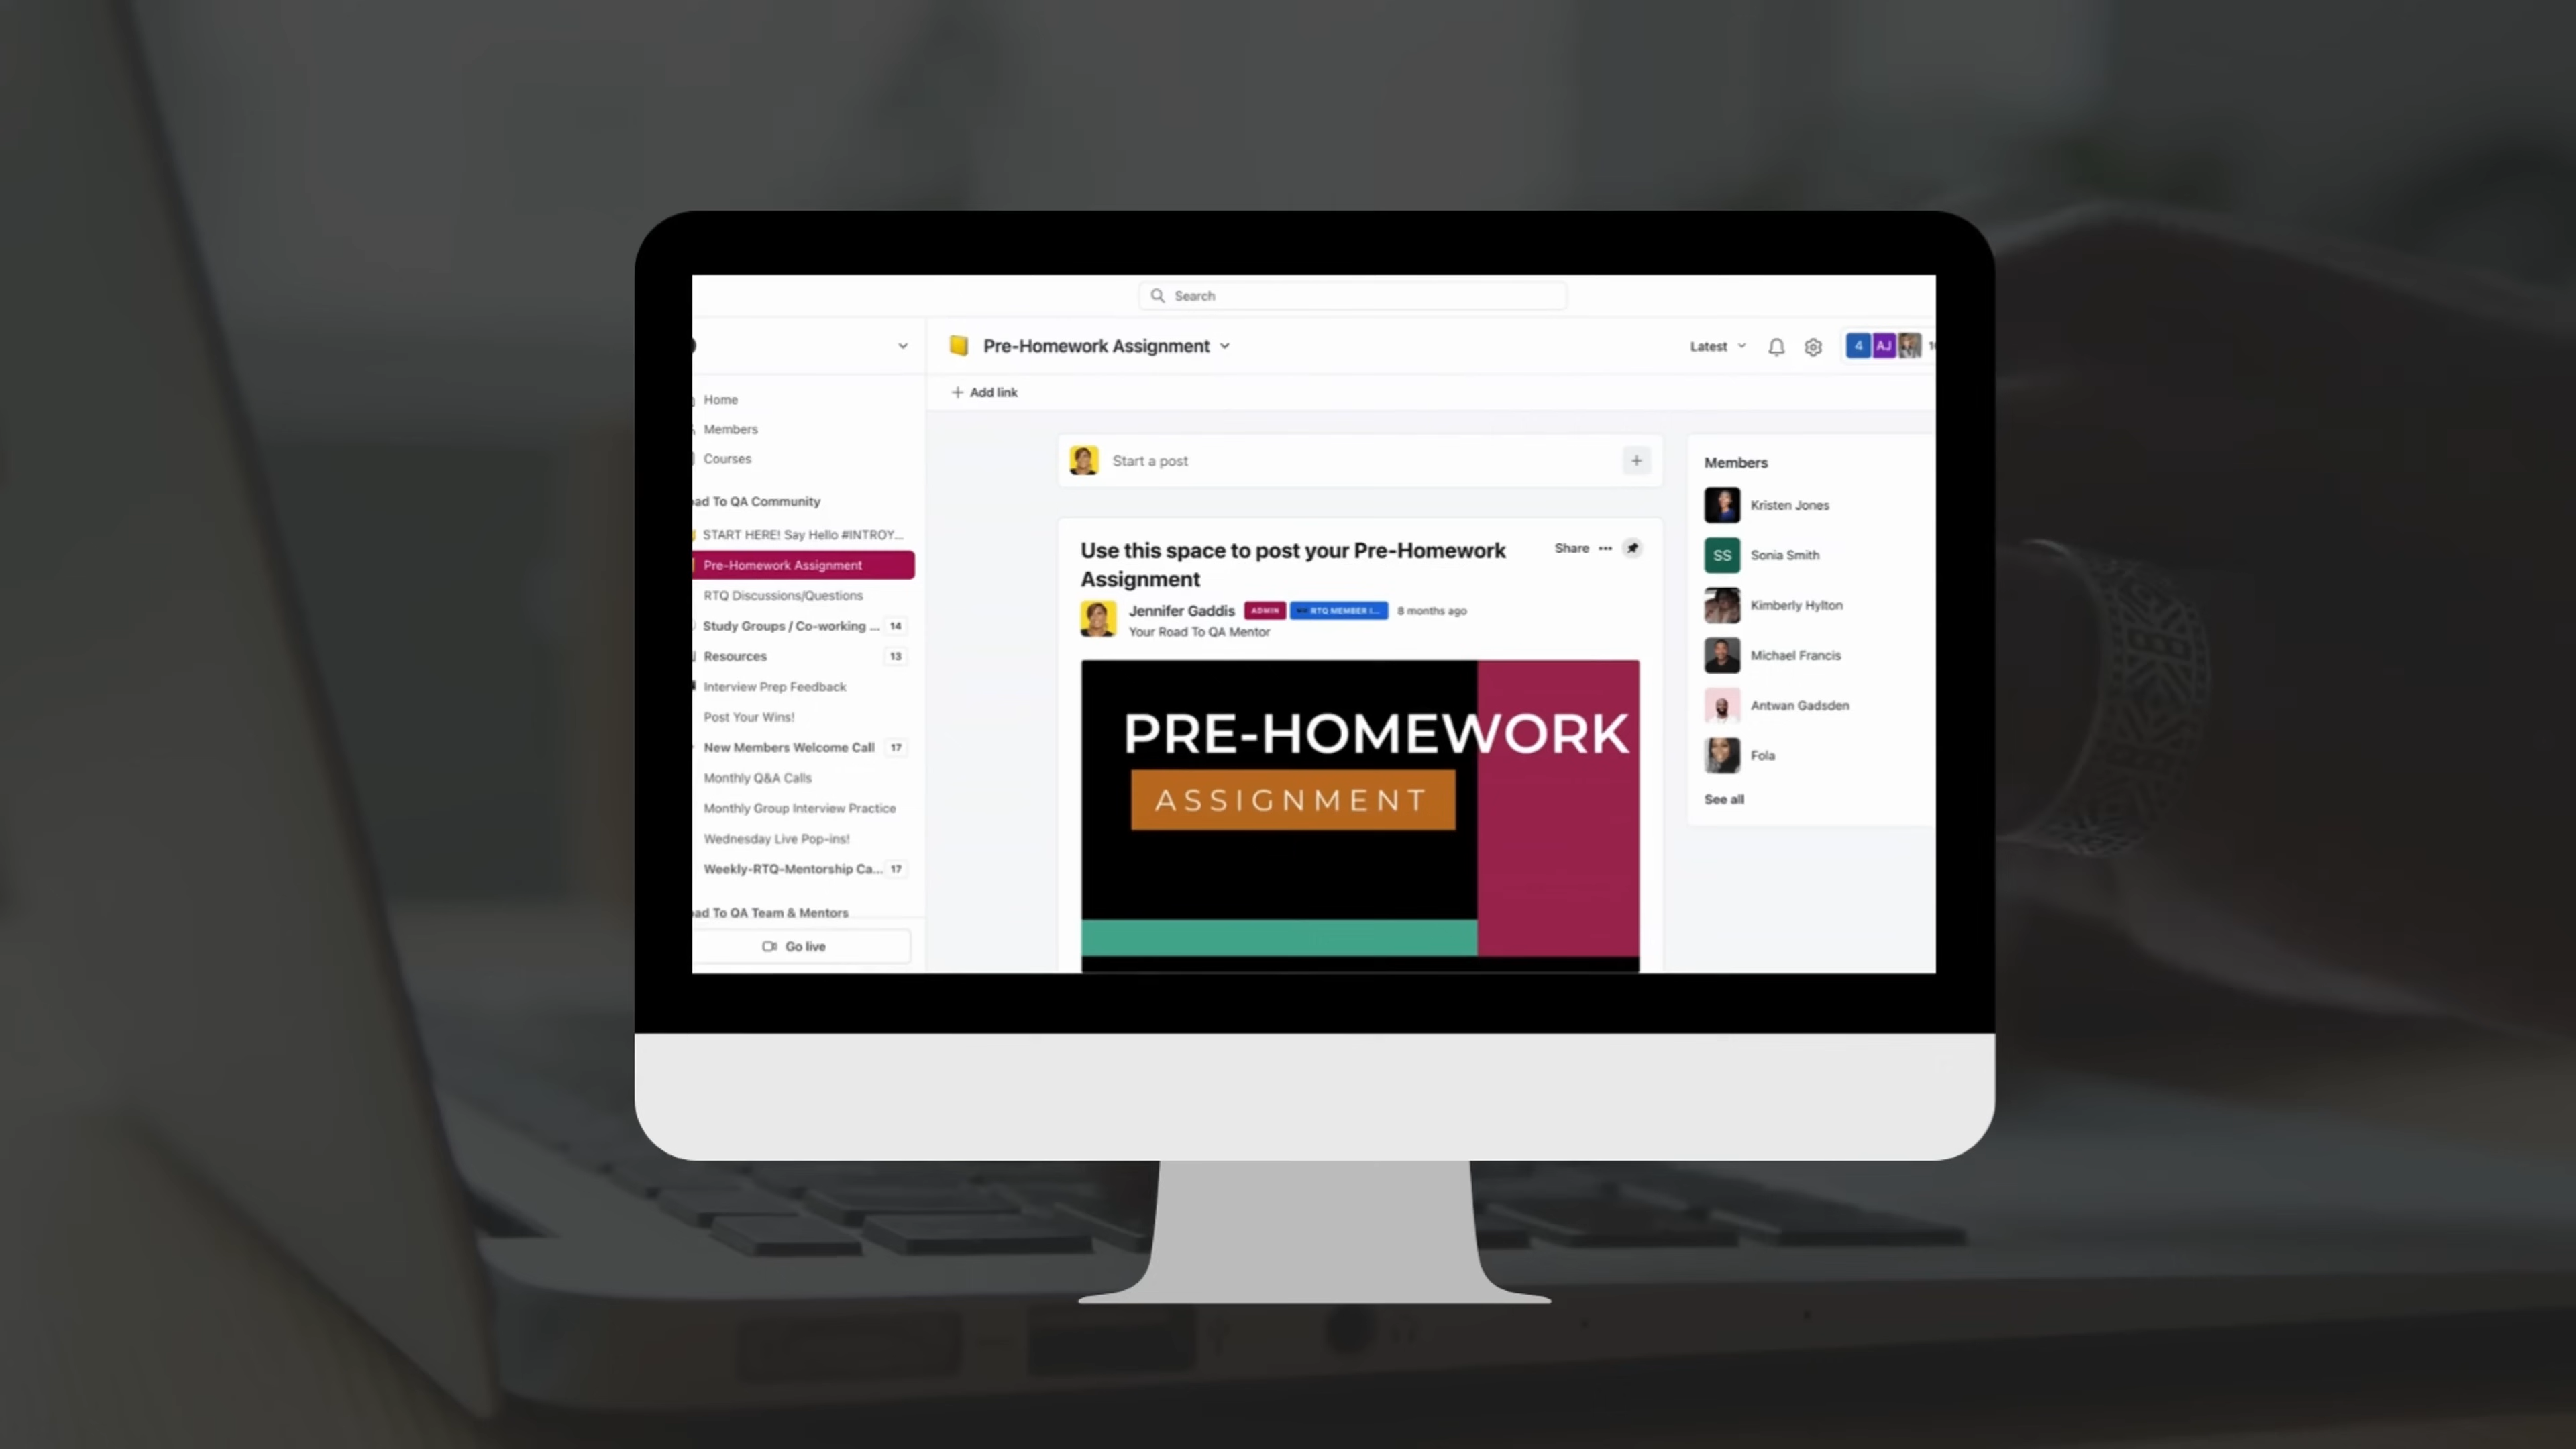 Search
Pre-Homework Assignment
Latest
4
AJ
Add link
Home
Members
Courses
ad To QA Community
START HERE! Say Hello #INTROY...
Pre-Homework Assignment
RTQ Discussions/Questions
Study Groups / Co-working ... 14
Resources 13
Interview Prep Feedback
Post Your Wins!
New Members Welcome Call 17
Monthly Q&A Calls
Monthly Group Interview Practice
Wednesday Live Pop-ins!
Weekly-RTQ-Mentorship Ca... 17
ad To QA Team & Mentors
Go live
Start a post
Use this space to post your Pre-Homework
Assignment
Share
Jennifer Gaddis ADMIN RTQ MEMBER I... 8 months ago
Your Road To QA Mentor
PRE-HOMEWORK
ASSIGNMENT
Members
Kristen Jones
SS Sonia Smith
Kimberly Hylton
Michael Francis
Antwan Gadsden
Fola
See all